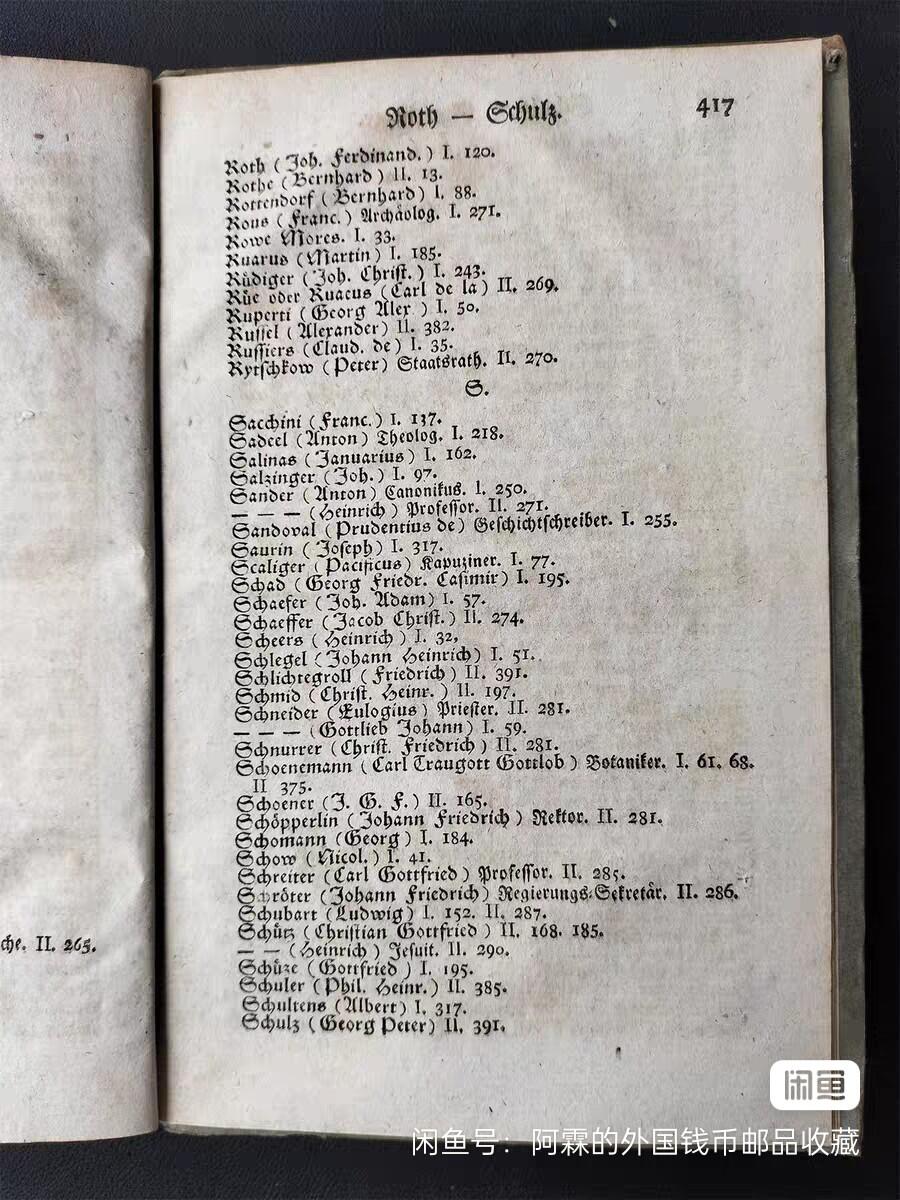 Roth — Schulz. 417
Roth (Joh. Ferdinand.) I. 120.
Rothe (Bernhard) II. 13.
Rottendorf (Bernhard) I. 88.
Rous (Franc.) Archäolog. I. 271.
Rowe Mores. I. 33.
Ruarus (Martin) I. 185.
Rüdiger (Joh. Christ.) I. 243.
Rüe oder Ruaeus (Carl de la) II. 269.
Ruperti (Georg Alex) I. 50.
Russel (Alexander) II. 382.
Russiers (Claud. de) I. 35.
Rytschkow (Peter) Staatsrath. II. 270.
S.
Sacchini (Franc.) I. 137.
Sadeel (Anton) Theolog. I. 218.
Salinas (Januarius) I. 162.
Salzinger (Joh.) I. 97.
Sander (Anton) Canonikus. I. 250.
— — — (Heinrich) Professor. II. 271.
Sandoval (Prudentius de) Geschichtschreiber. I. 255.
Saurin (Joseph) I. 317.
Scaliger (Pacificus) Kapuziner. I. 77.
Schad (Georg Friedr. Casimir) I. 195.
Schaefer (Joh. Adam) I. 57.
Schaeffer (Jacob Christ.) II. 274.
Scheers (Heinrich) I. 32,
Schlegel (Johann Heinrich) I. 51.
Schlichtegroll (Friedrich) II. 391.
Schmid (Christ. Heinr.) II. 197.
Schneider (Eulogius) Priester. II. 281.
— — — (Gottlieb Johann) I. 59.
Schnurrer (Christ. Friedrich) II. 281.
Schoenemann (Carl Traugott Gottlob) Botaniker. I. 61. 68.
II 375.
Schoener (J. G. F.) II. 165.
Schöpperlin (Johann Friedrich) Rektor. II. 281.
Schomann (Georg) I. 184.
Schow (Nicol.) I. 41.
Schreiter (Carl Gottfried) Professor. II. 285.
Schröter (Johann Friedrich) Regierungs-Sekretär. II. 286.
Schubart (Ludwig) I. 152. II. 287.
Schütz (Christian Gottfried) II. 168. 185.
— — (Heinrich) Jesuit. II. 290.
Schüze (Gottfried) I. 195.
Schuler (Phil. Heinr.) II. 385.
Schultens (Albert) I. 317.
Schulz (Georg Peter) II. 391.
che. II. 265.
闲鱼
闲鱼号：阿霖的外国钱币邮品收藏